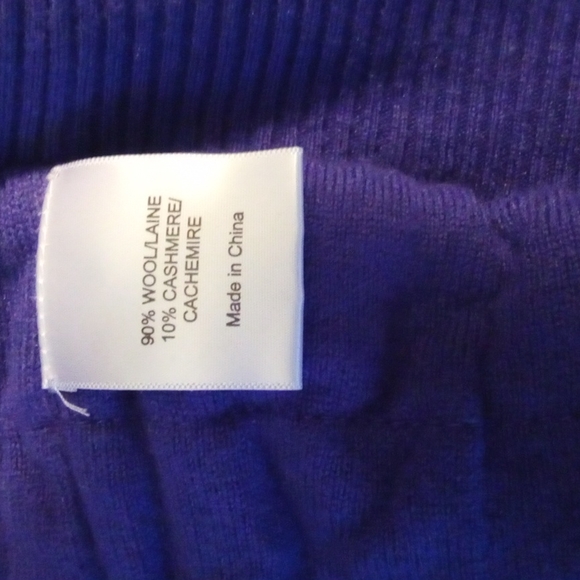 90% WOOL/LAINE
10% CASHMERE/
CACHEMIRE
Made in China